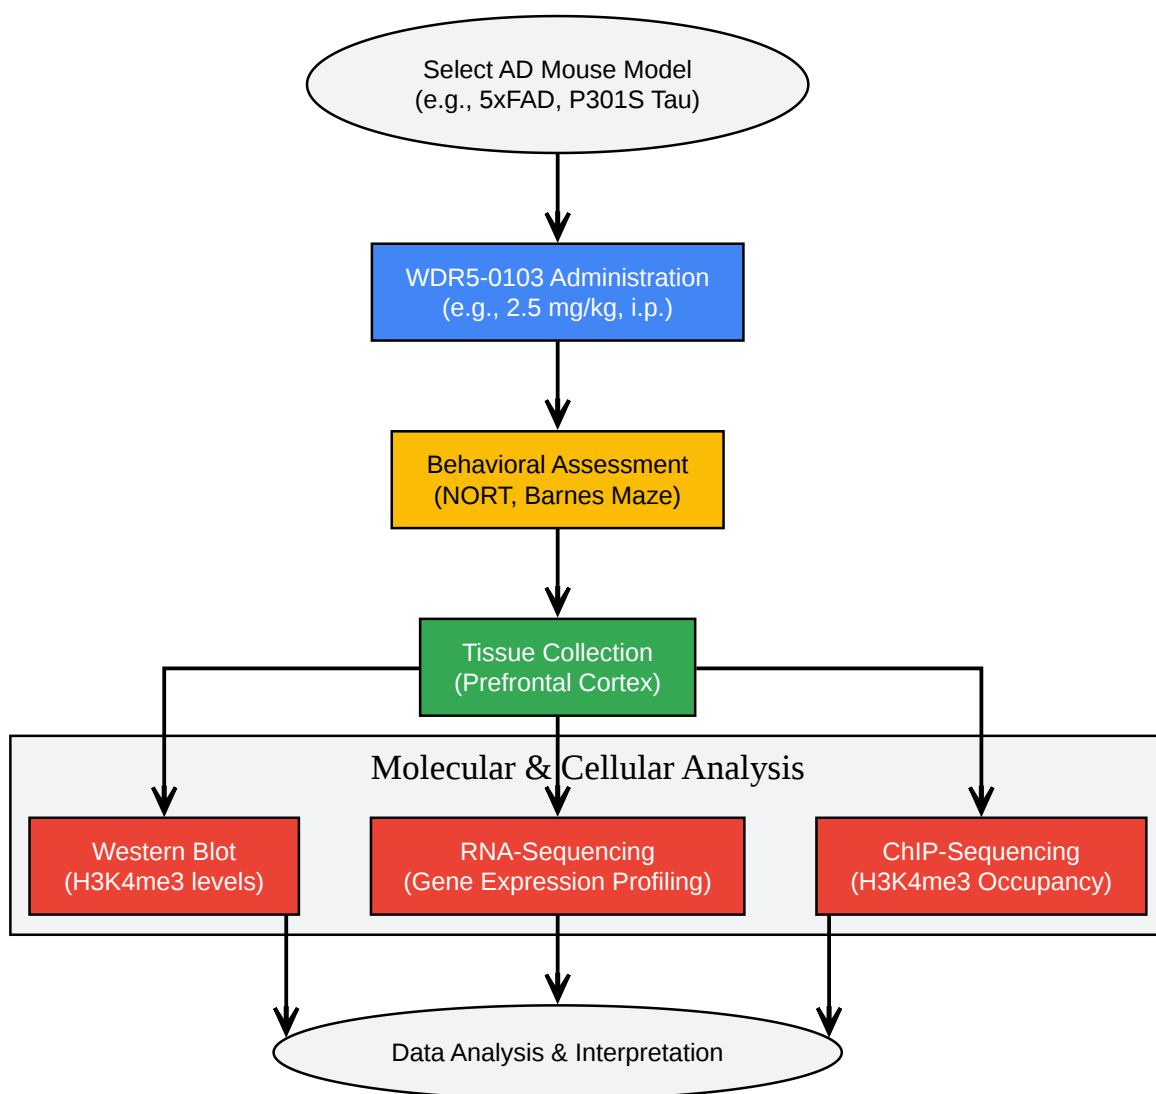 Select AD Mouse Model
(e.g., 5xFAD, P301S Tau)
WDR5-0103 Administration
(e.g., 2.5 mg/kg, i.p.)
Behavioral Assessment
(NORT, Barnes Maze)
Tissue Collection
(Prefrontal Cortex)
Molecular & Cellular Analysis
Western Blot
(H3K4me3 levels)
RNA-Sequencing
(Gene Expression Profiling)
ChIP-Sequencing
(H3K4me3 Occupancy)
Data Analysis & Interpretation